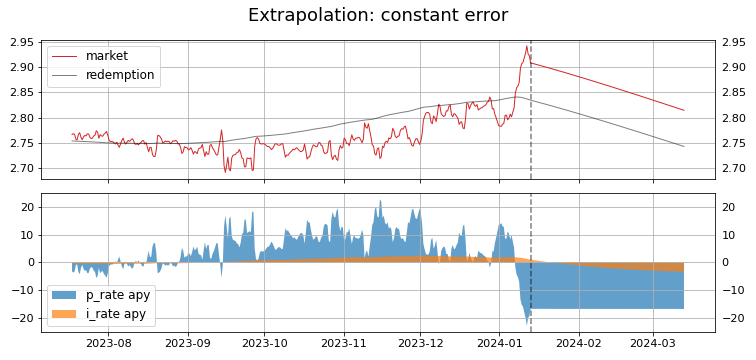 Extrapolation: constant error
2.95 2.95
market
redemption
2.90 2.90
2.85 2.85
2.80 2.80
2.75 2.75
2.70 2.70
20 20
10 10
0 0
−10 −10
p_rate apy
i_rate apy
−20 −20
2023-08 2023-09 2023-10 2023-11 2023-12 2024-01 2024-02 2024-03